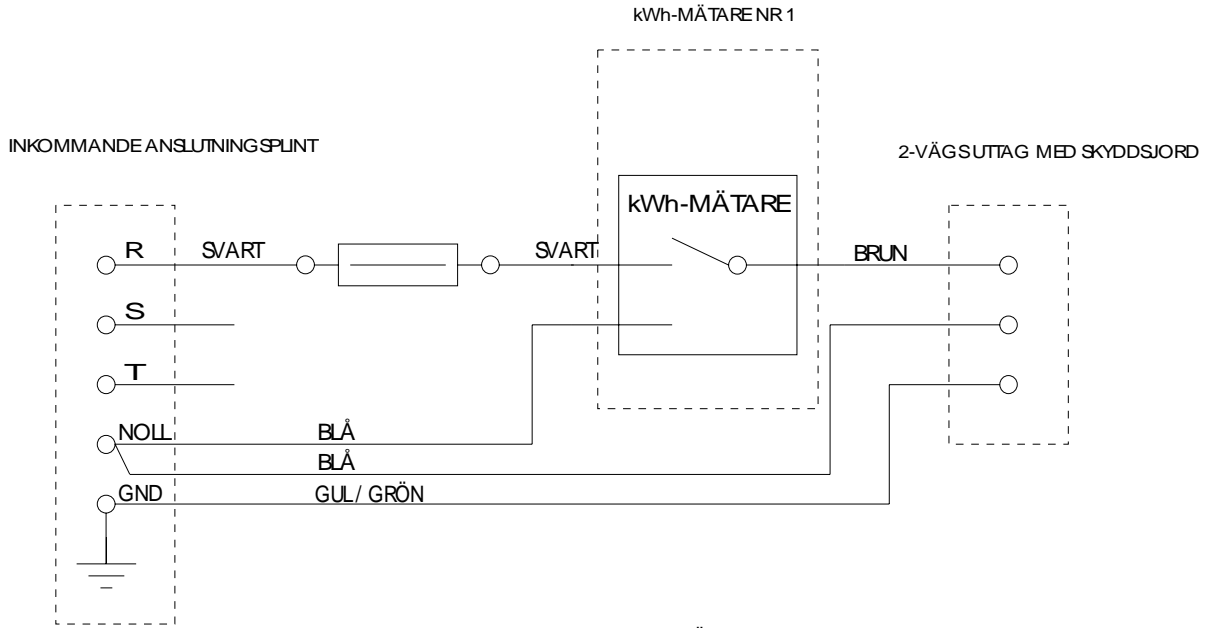 kWh-MÄTARE NR 1
INKOMMANDE ANSLUTNINGSPLINT
2-VÄGSUTTAG MED SKYDDSJORD
kWh-MÄTARE
R
SVART
SVART
BRUN
S
T
NOLL
BLÅ
BLÅ
GND
GUL / GRÖN